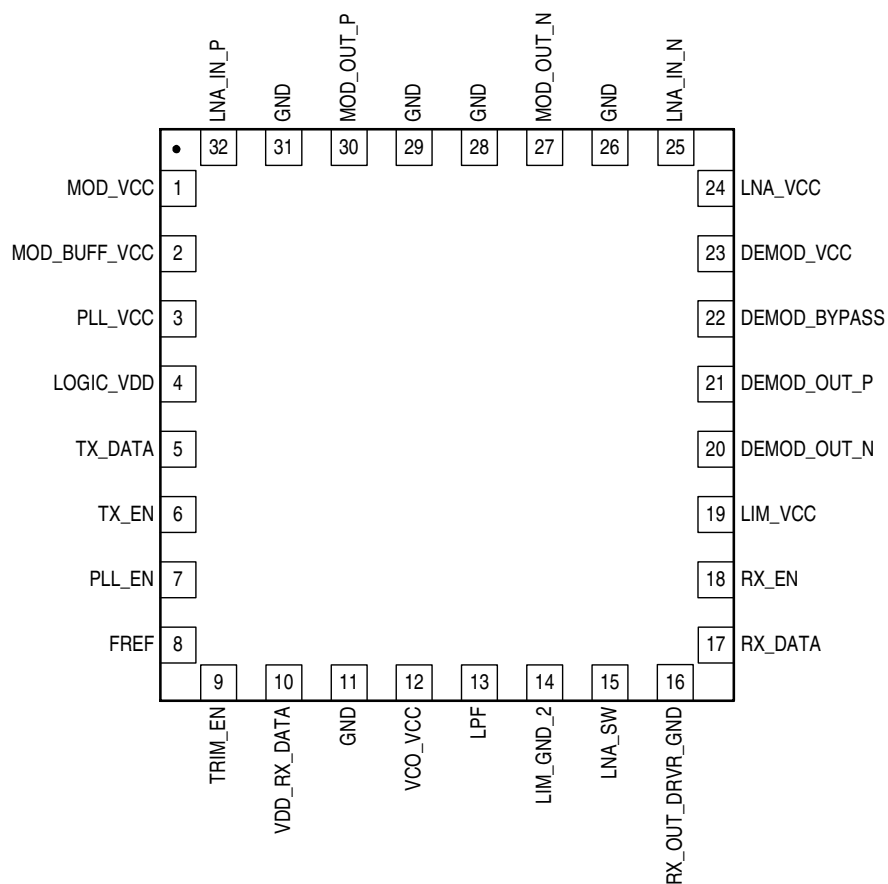 LNA_IN_P
GND
MOD_OUT_P
GND
GND
MOD_OUT_N
GND
LNA_IN_N
32 31 30 29 28 27 26 25
MOD_VCC 1 24 LNA_VCC
MOD_BUFF_VCC 2 23 DEMOD_VCC
PLL_VCC 3 22 DEMOD_BYPASS
LOGIC_VDD 4 21 DEMOD_OUT_P
TX_DATA 5 20 DEMOD_OUT_N
TX_EN 6 19 LIM_VCC
PLL_EN 7 18 RX_EN
FREF 8 17 RX_DATA
9 10 11 12 13 14 15 16
TRIM_EN
VDD_RX_DATA
GND
VCO_VCC
LPF
LIM_GND_2
LNA_SW
RX_OUT_DRVR_GND